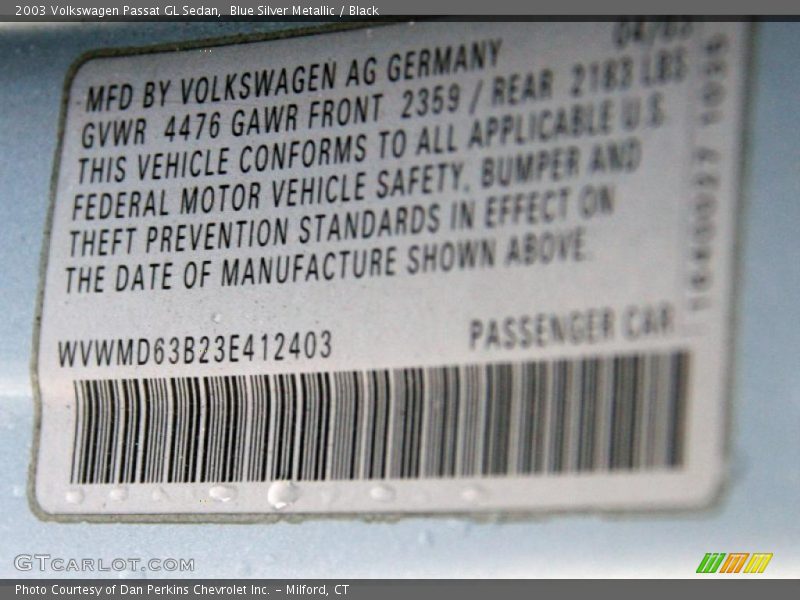 2003 Volkswagen Passat GL Sedan,  Blue Silver Metallic / Black
04/03
MFD BY VOLKSWAGEN AG GERMANY
GVWR 4476 GAWR FRONT 2359 / REAR 2183 LBS
THIS VEHICLE CONFORMS TO ALL APPLICABLE U.S.
FEDERAL MOTOR VEHICLE SAFETY, BUMPER AND
THEFT PREVENTION STANDARDS IN EFFECT ON
THE DATE OF MANUFACTURE SHOWN ABOVE.
WVWMD63B23E412403
PASSENGER CAR
GTCARLOT.COM
Photo Courtesy of Dan Perkins Chevrolet Inc. - Milford, CT